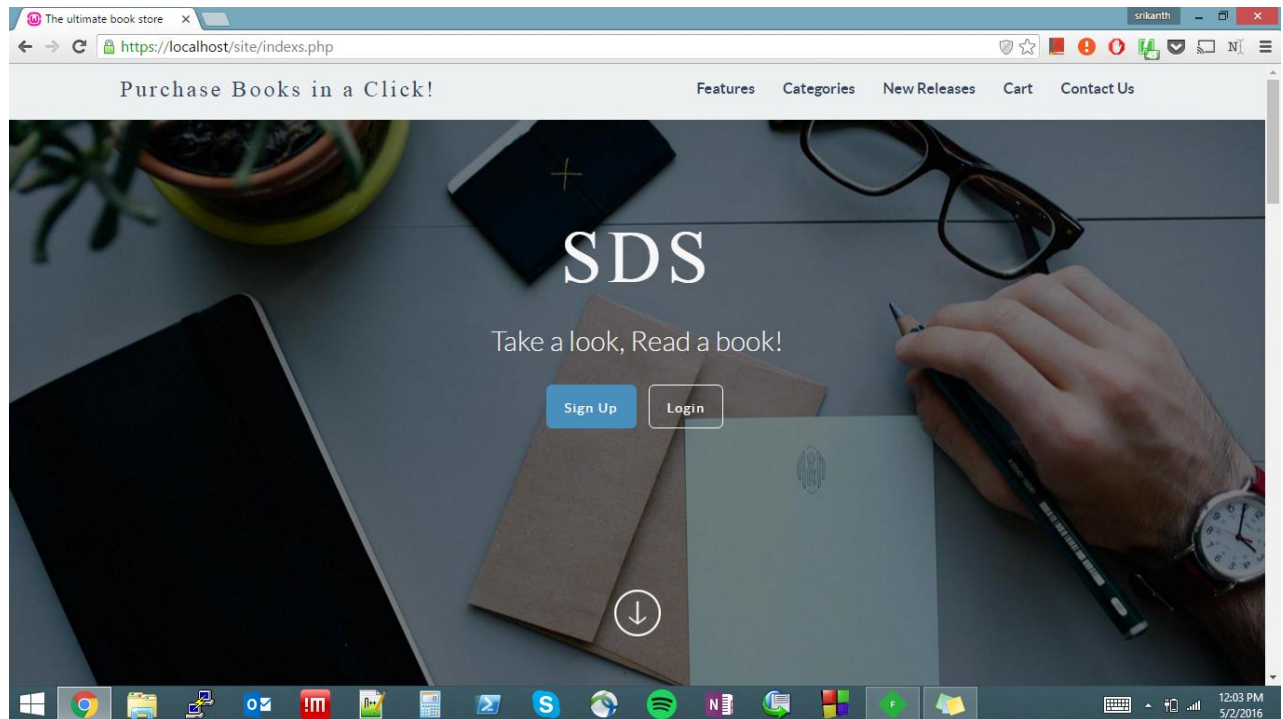 The ultimate book store
srikanth
https://localhost/site/indexs.php
Purchase Books in a Click!
Features Categories New Releases Cart Contact Us
SDS
Take a look, Read a book!
Sign Up Login
12:03 PM
5/2/2016